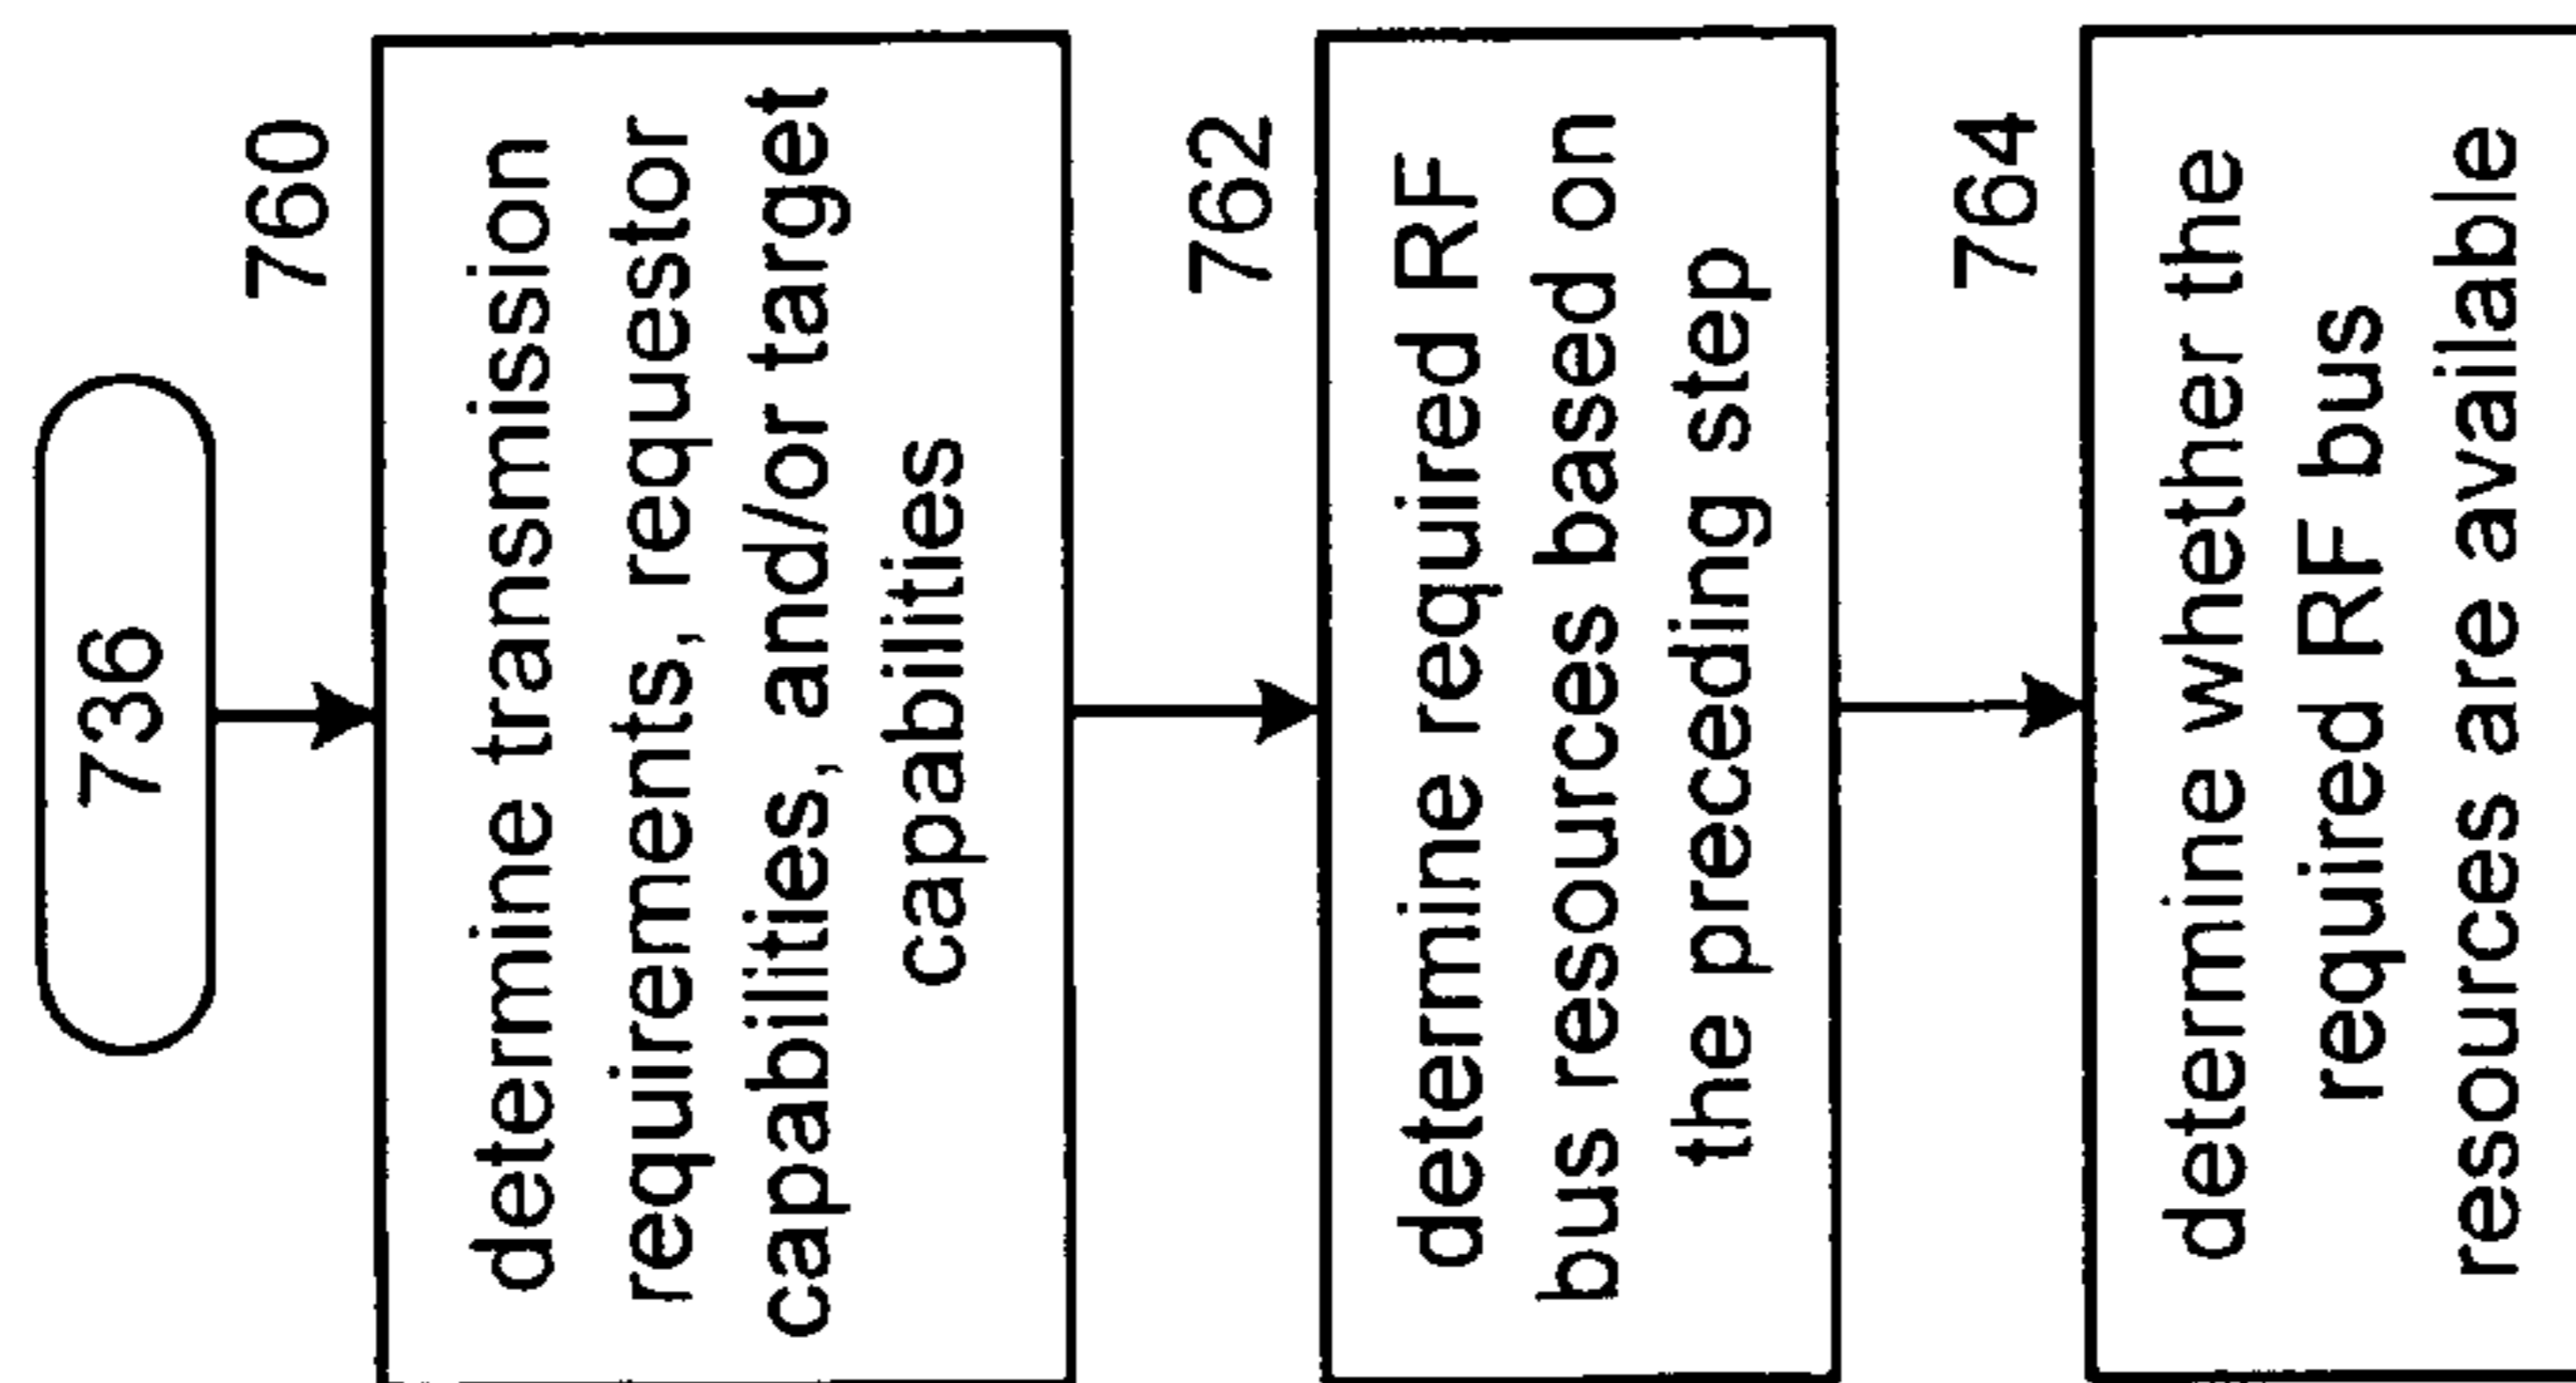 736
760
determine transmission
requirements, requestor
capabilities, and/or target
capabilities
762
determine required RF
bus resources based on
the preceding step
764
determine whether the
required RF bus
resources are available